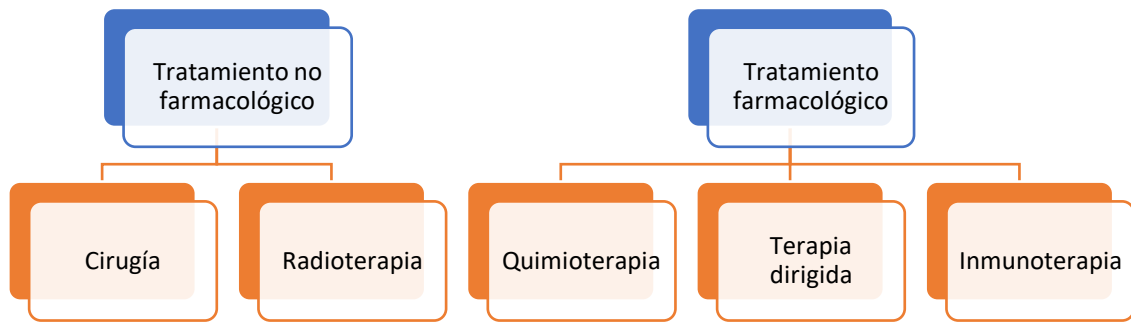 Tratamiento no
farmacológico
Tratamiento
farmacológico
Cirugía
Radioterapia
Quimioterapia
Terapia
dirigida
Inmunoterapia